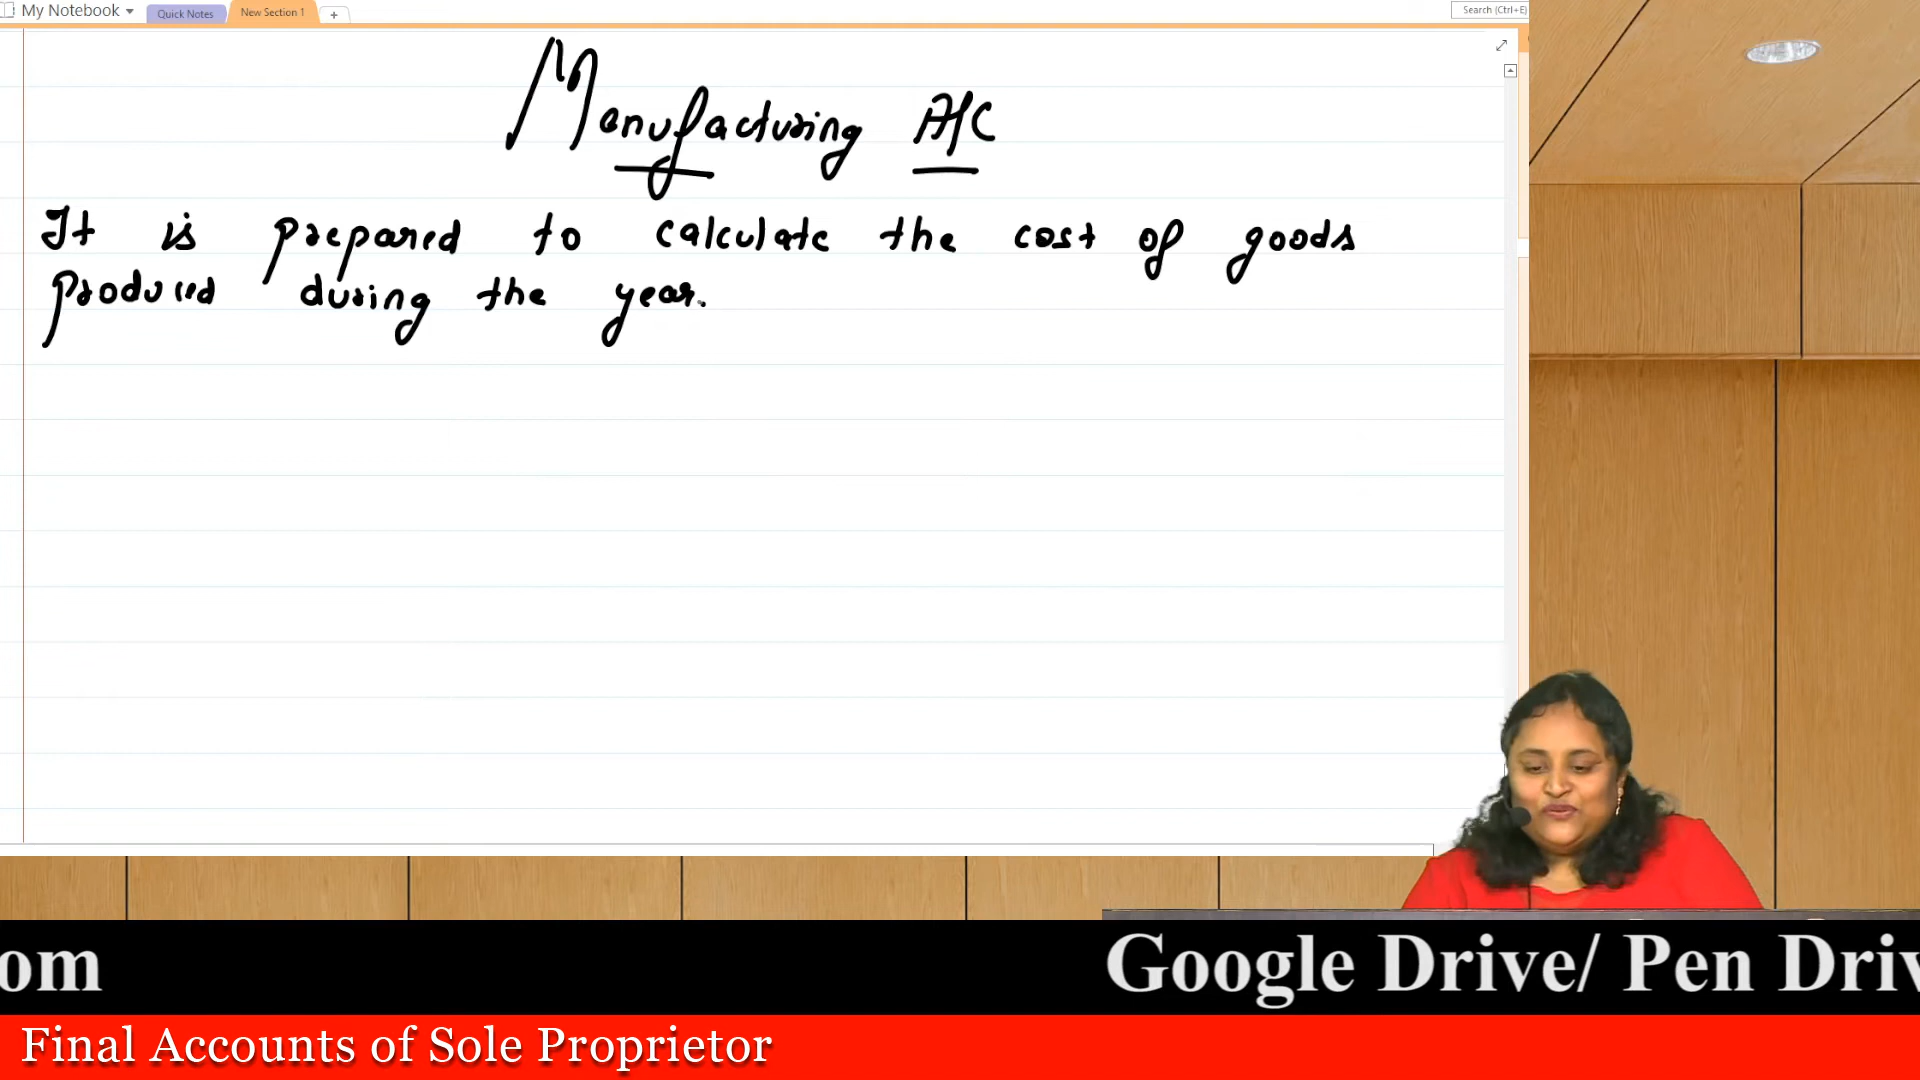 My Notebook
Quick Notes
New Section 1
+
Search (Ctrl+E)
Manufacturing A/C
It is prepared to calculate the cost of goods
produced during the year.
om
Google Drive/ Pen Driv
Final Accounts of Sole Proprietor